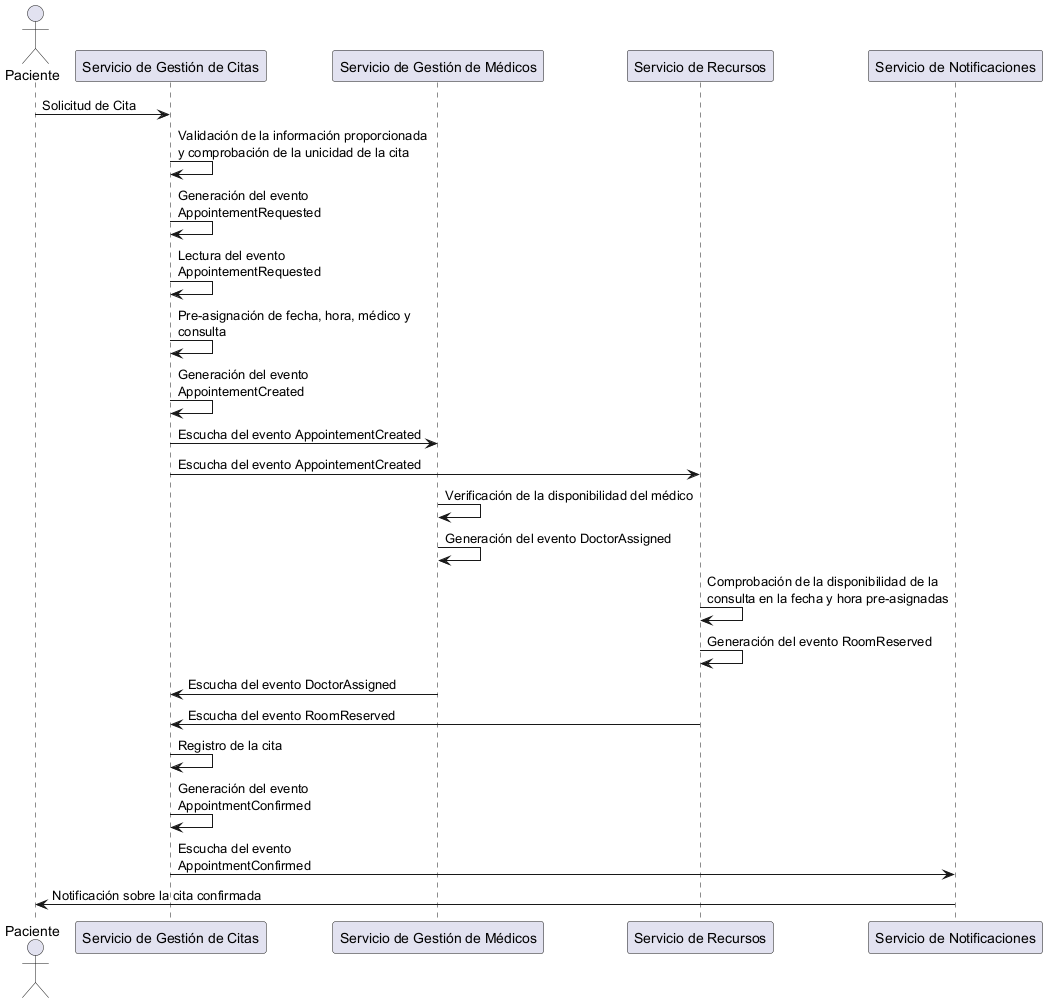 Paciente
Servicio de Gestión de Citas
Servicio de Gestión de Médicos
Servicio de Recursos
Servicio de Notificaciones
Solicitud de Cita
Validación de la información proporcionada
y comprobación de la unicidad de la cita
Generación del evento
AppointementRequested
Lectura del evento
AppointementRequested
Pre-asignación de fecha, hora, médico y
consulta
Generación del evento
AppointementCreated
Escucha del evento AppointementCreated
Escucha del evento AppointementCreated
Verificación de la disponibilidad del médico
Generación del evento DoctorAssigned
Comprobación de la disponibilidad de la
consulta en la fecha y hora pre-asignadas
Generación del evento RoomReserved
Escucha del evento DoctorAssigned
Escucha del evento RoomReserved
Registro de la cita
Generación del evento
AppointmentConfirmed
Escucha del evento
AppointmentConfirmed
Notificación sobre la cita confirmada
Paciente
Servicio de Gestión de Citas
Servicio de Gestión de Médicos
Servicio de Recursos
Servicio de Notificaciones